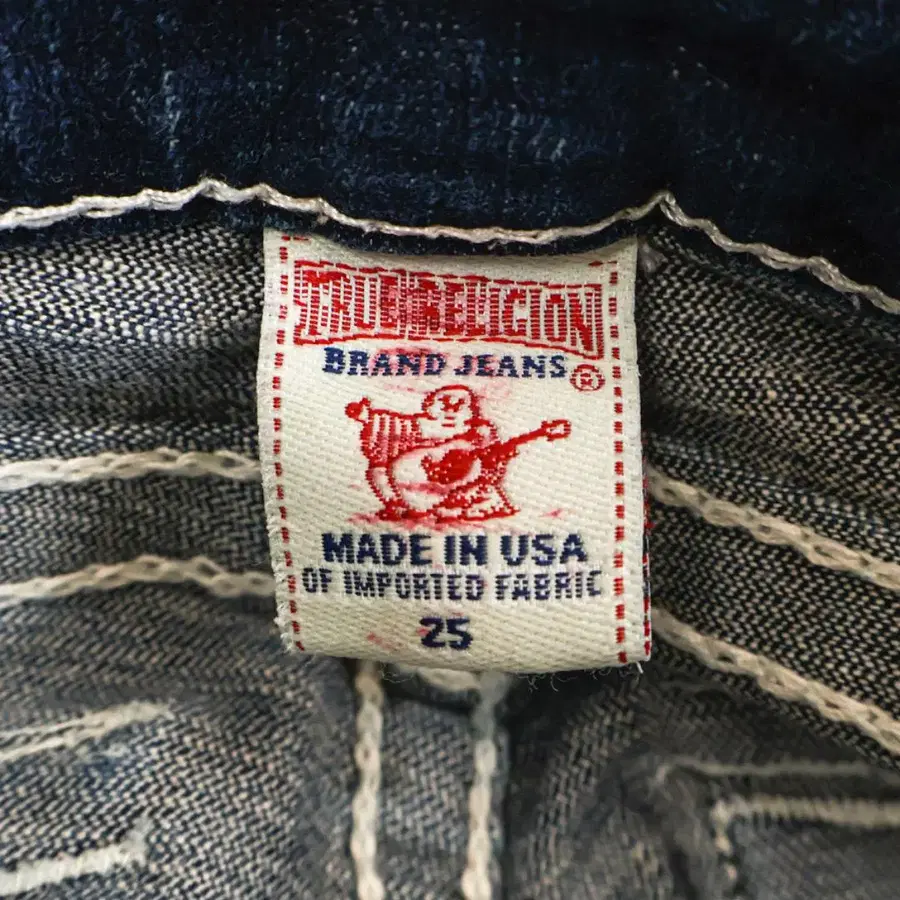 TRUE RELIGION
BRAND JEANS ®
MADE IN USA
OF IMPORTED FABRIC
25